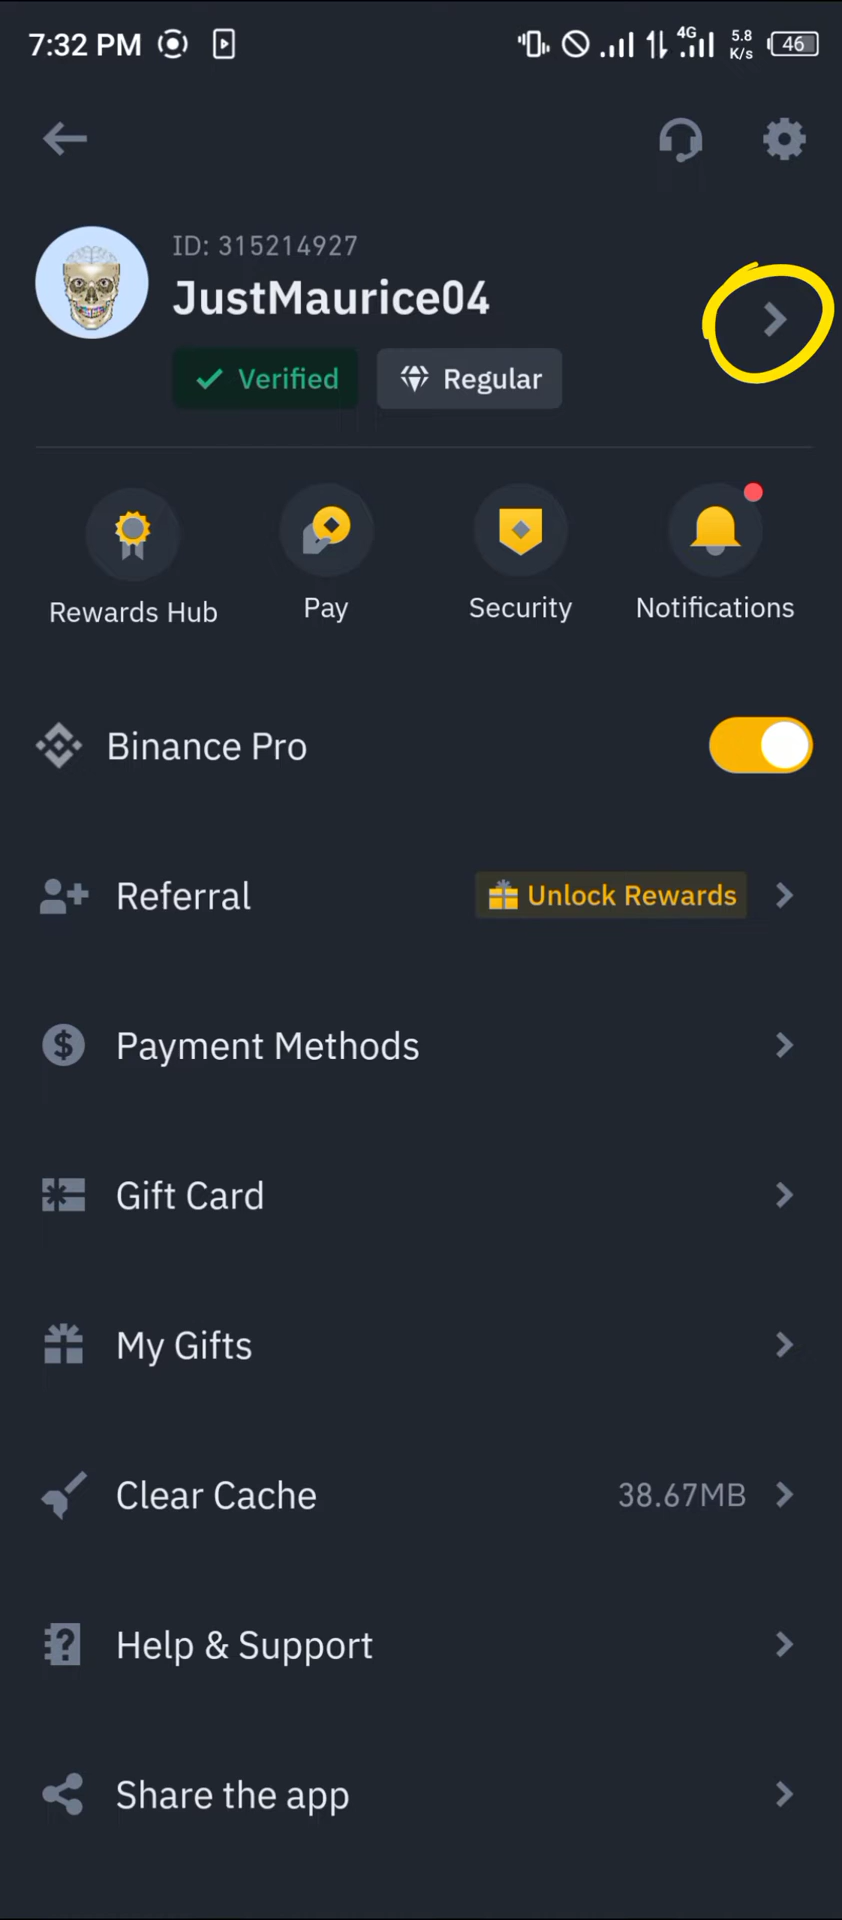 7:32 PM 4G 5.8 K/s 46
ID: 315214927
JustMaurice04
Verified Regular
Rewards Hub Pay Security Notifications
Binance Pro
Referral Unlock Rewards
Payment Methods
Gift Card
My Gifts
Clear Cache 38.67MB
Help & Support
Share the app